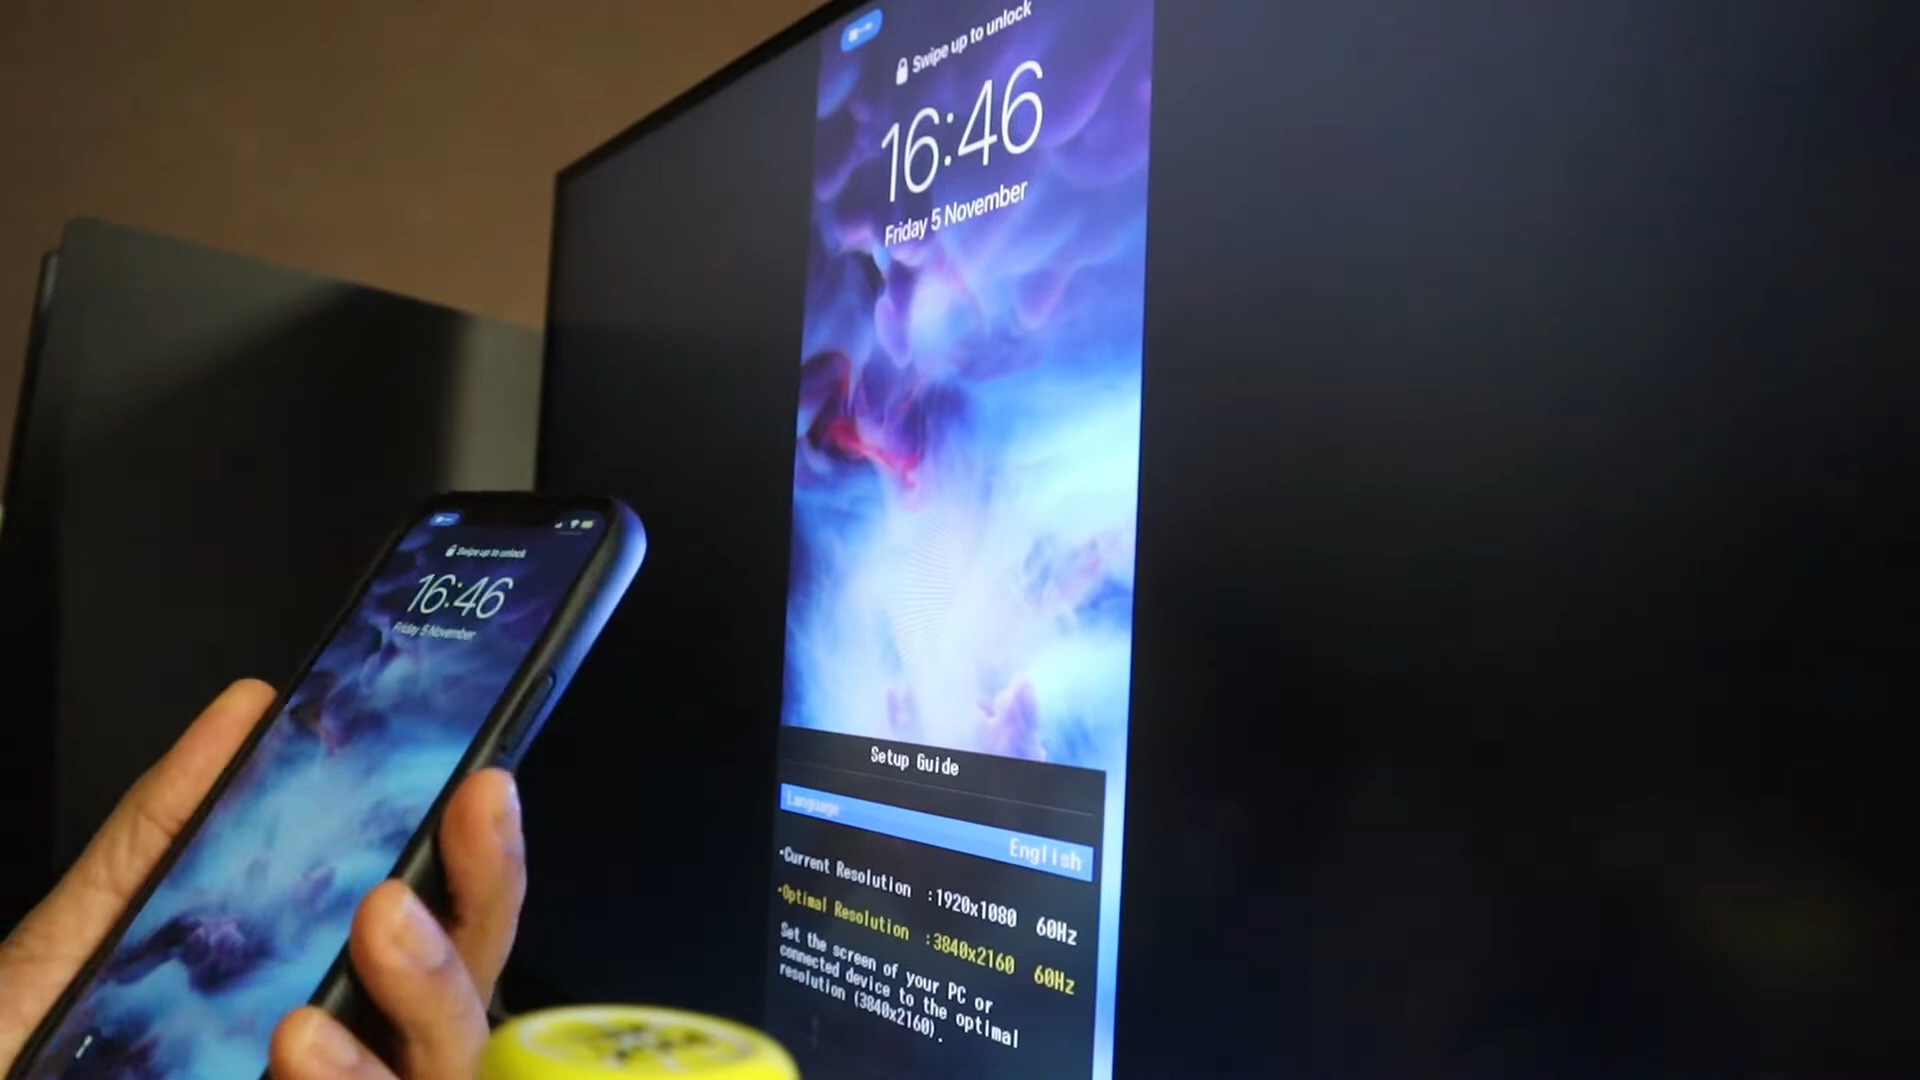 Swipe up to unlock
16:46
Friday 5 November
Swipe up to unlock
16:46
Friday 5 November
Setup Guide
Language
English
·Current Resolution :1920x1080 60Hz
·Optimal Resolution :3840x2160 60Hz
Set the screen of your PC or
connected device to the optimal
resolution (3840x2160).